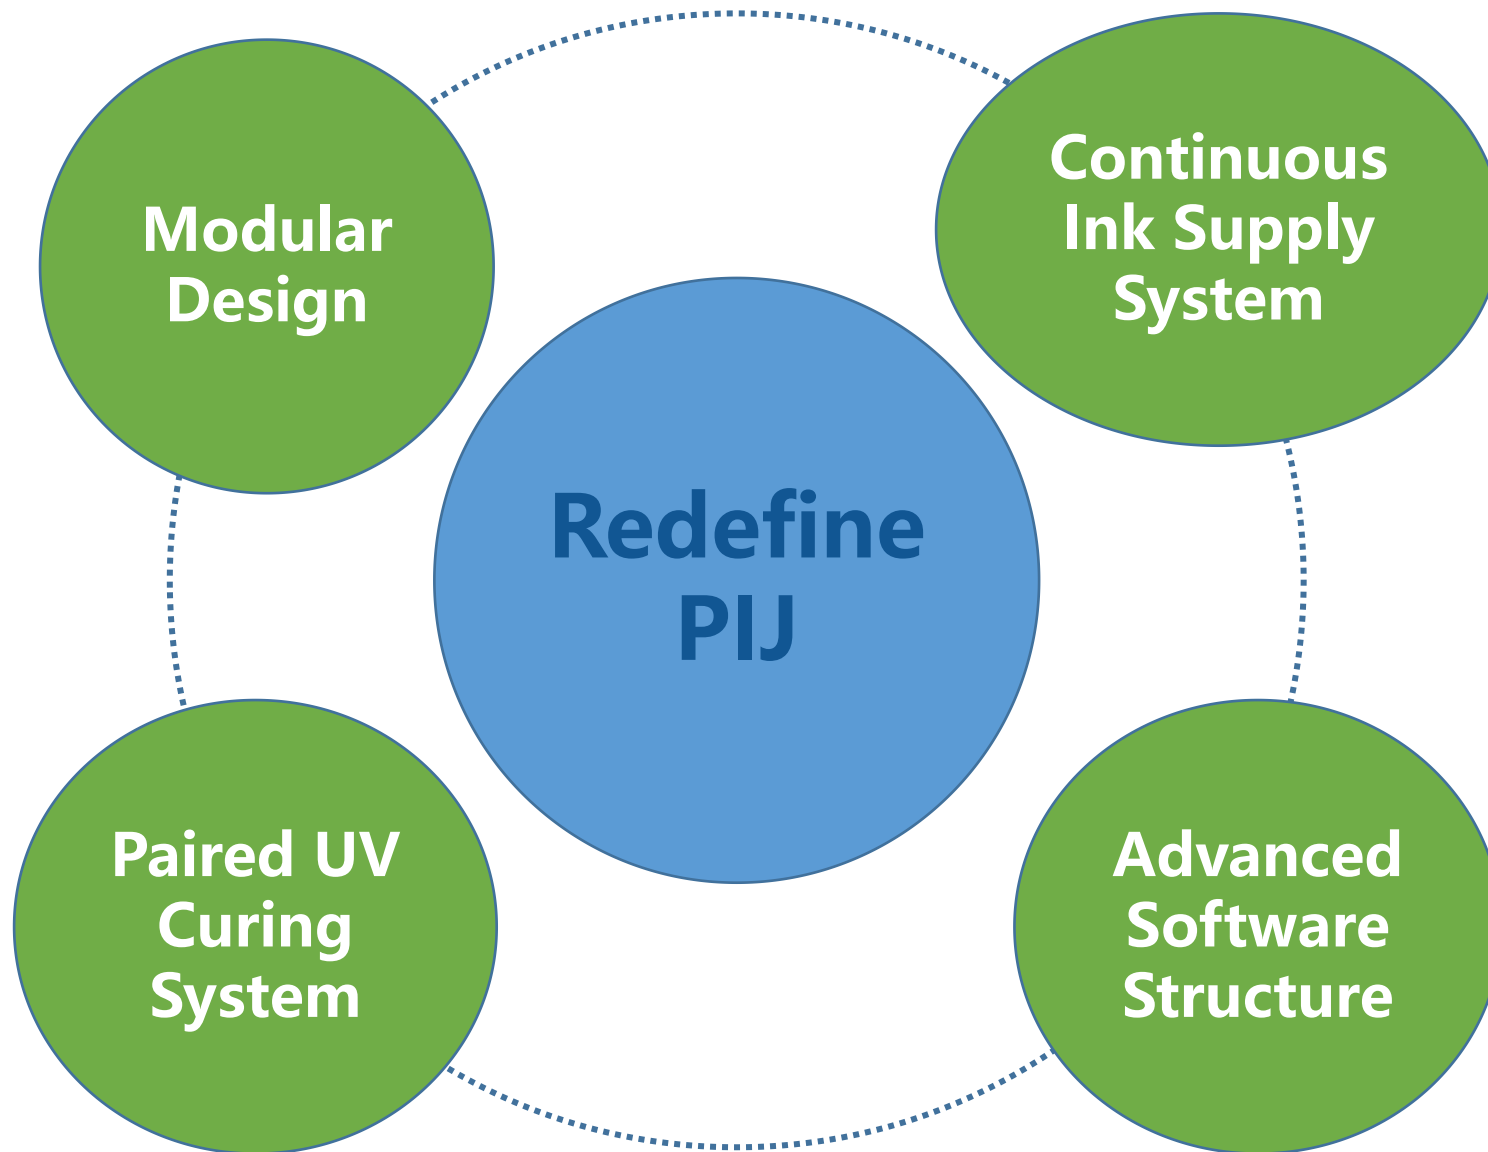 Modular
Design
Continuous
Ink Supply
System
Redefine
PIJ
Paired UV
Curing
System
Advanced
Software
Structure